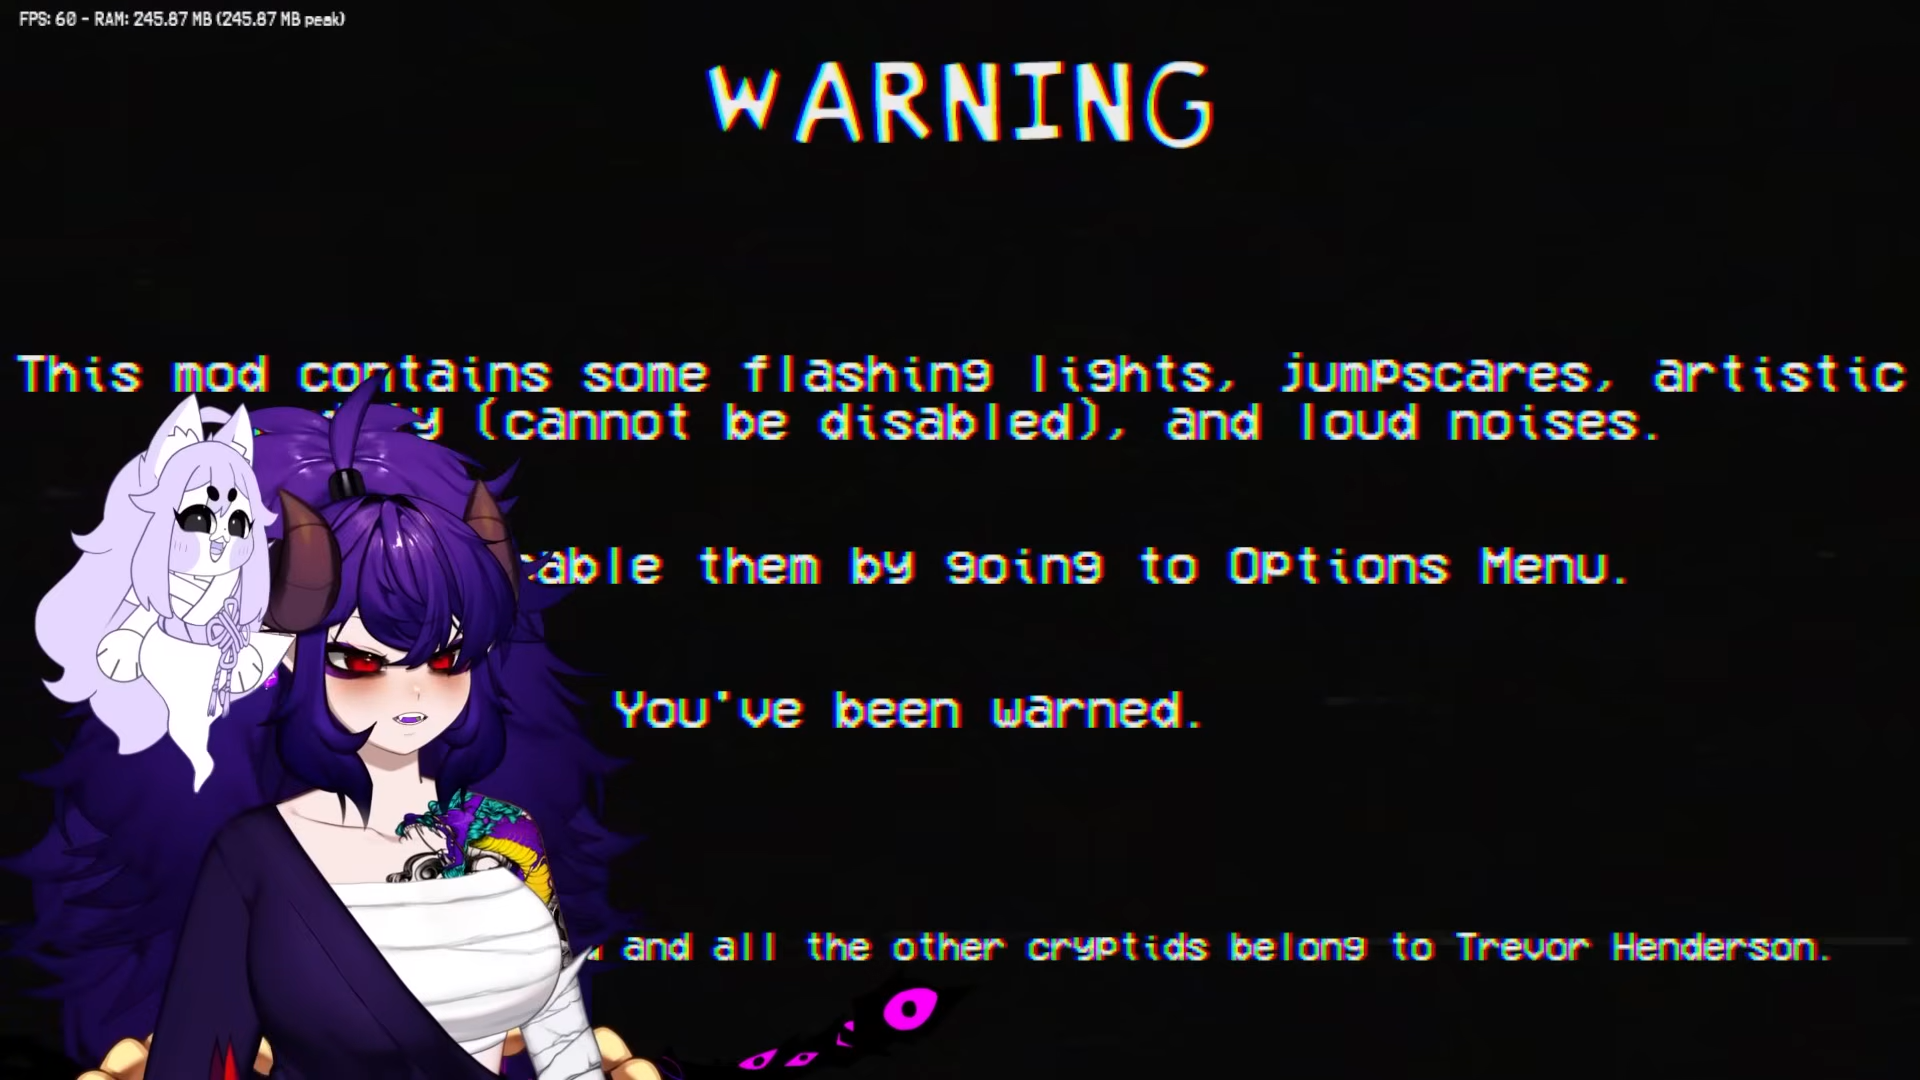 FPS: 60 - RAM: 245.87 MB (245.87 MB peak)
WARNING
This mod contains some flashing lights, jumpscares, artistic
(cannot be disabled), and loud noises.
them by going to Options Menu.
You've been warned.
and all the other cryptids belong to Trevor Henderson.